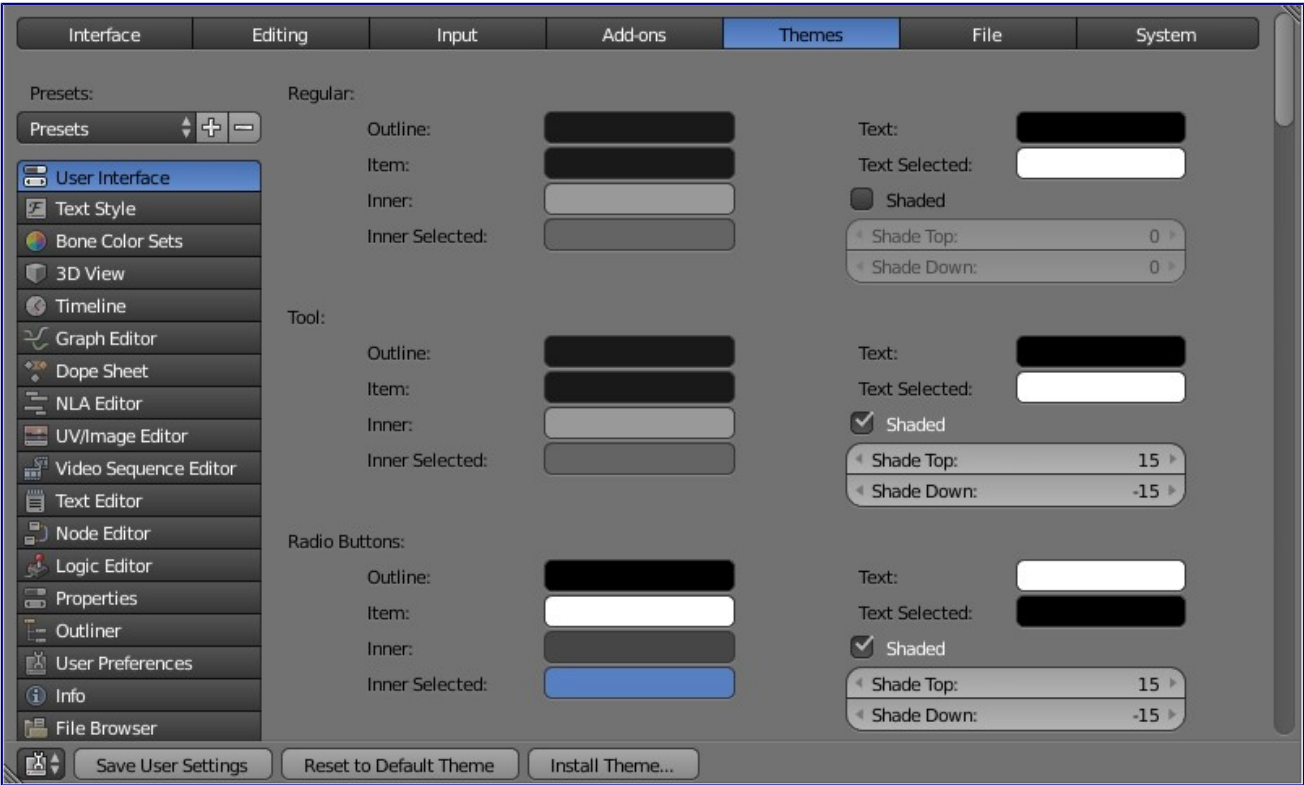 Interface Editing Input Add-ons Themes File System
Presets:
Presets
User Interface
Text Style
Bone Color Sets
3D View
Timeline
Graph Editor
Dope Sheet
NLA Editor
UV/Image Editor
Video Sequence Editor
Text Editor
Node Editor
Logic Editor
Properties
Outliner
User Preferences
Info
File Browser
Regular:
Outline:
Item:
Inner:
Inner Selected:
Text:
Text Selected:
Shaded
Shade Top: 0
Shade Down: 0
Tool:
Outline:
Item:
Inner:
Inner Selected:
Text:
Text Selected:
Shaded
Shade Top: 15
Shade Down: -15
Radio Buttons:
Outline:
Item:
Inner:
Inner Selected:
Text:
Text Selected:
Shaded
Shade Top: 15
Shade Down: -15
Save User Settings Reset to Default Theme Install Theme...